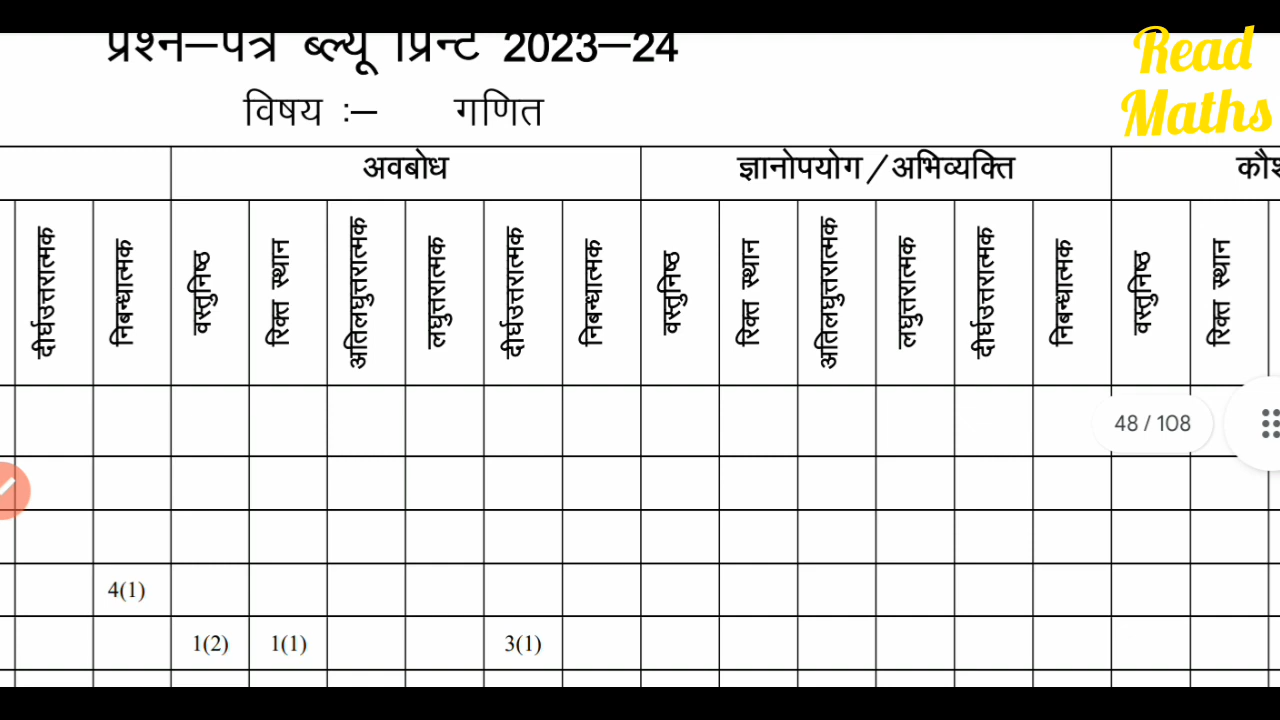 प्रश्न–पत्र ब्ल्यू प्रिन्ट 2023–24
Read
Maths
विषय :– गणित
अवबोध ज्ञानोपयोग/अभिव्यक्ति
दीर्घउत्तरात्मक निबन्धात्मक वस्तुनिष्ठ रिक्त स्थान अतिलघुत्तरात्मक लघुत्तरात्मक दीर्घउत्तरात्मक निबन्धात्मक वस्तुनिष्ठ रिक्त स्थान अतिलघुत्तरात्मक लघुत्तरात्मक दीर्घउत्तरात्मक निबन्धात्मक वस्तुनिष्ठ रिक्त स्थान
48 / 108
4(1)
1(2) 1(1) 3(1)